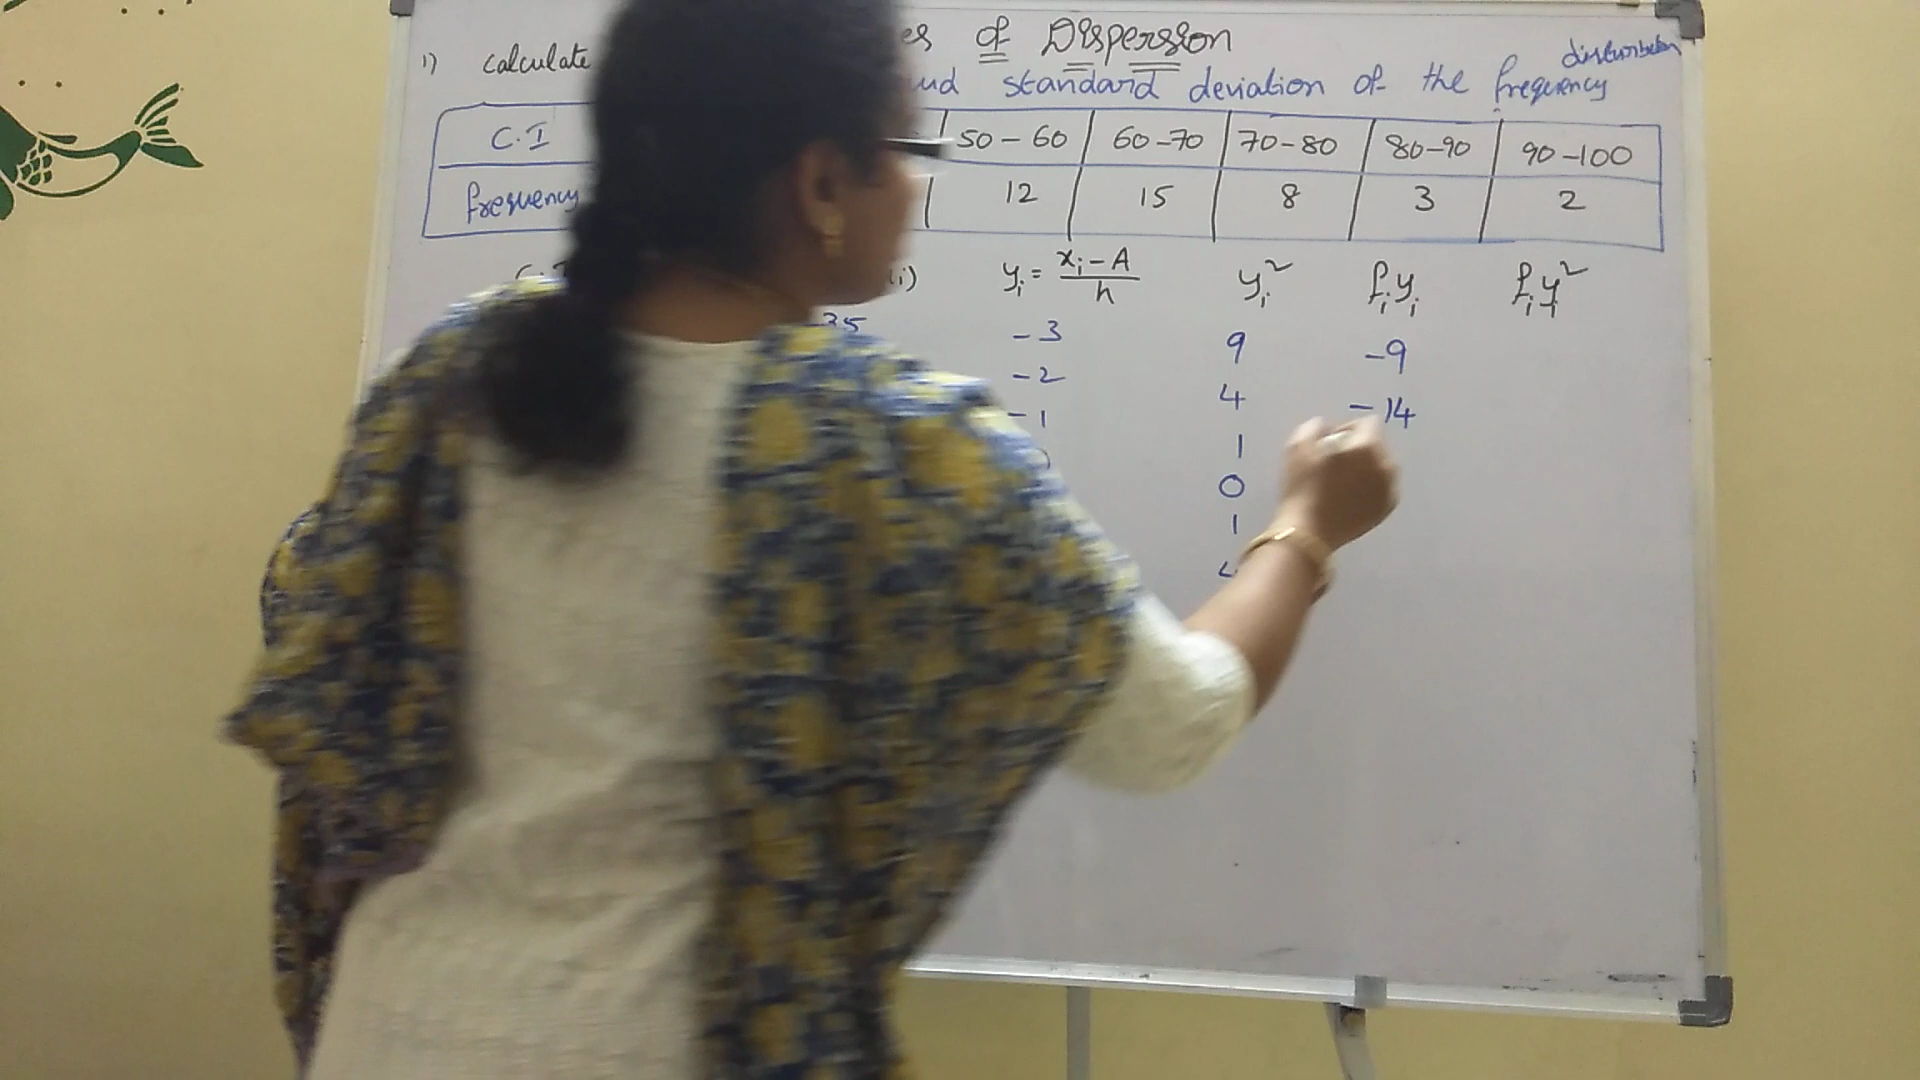 es of Dispersion
1) calculate
distribution
and standard deviation of the frequency
C.I 50-60 60-70 70-80 80-90 90-100
frequency 12 15 8 3 2
yᵢ = xᵢ - A / h yᵢ² fᵢyᵢ fᵢyᵢ²
35 -3 9 -9
-2 4 -14
-1 1
0
1